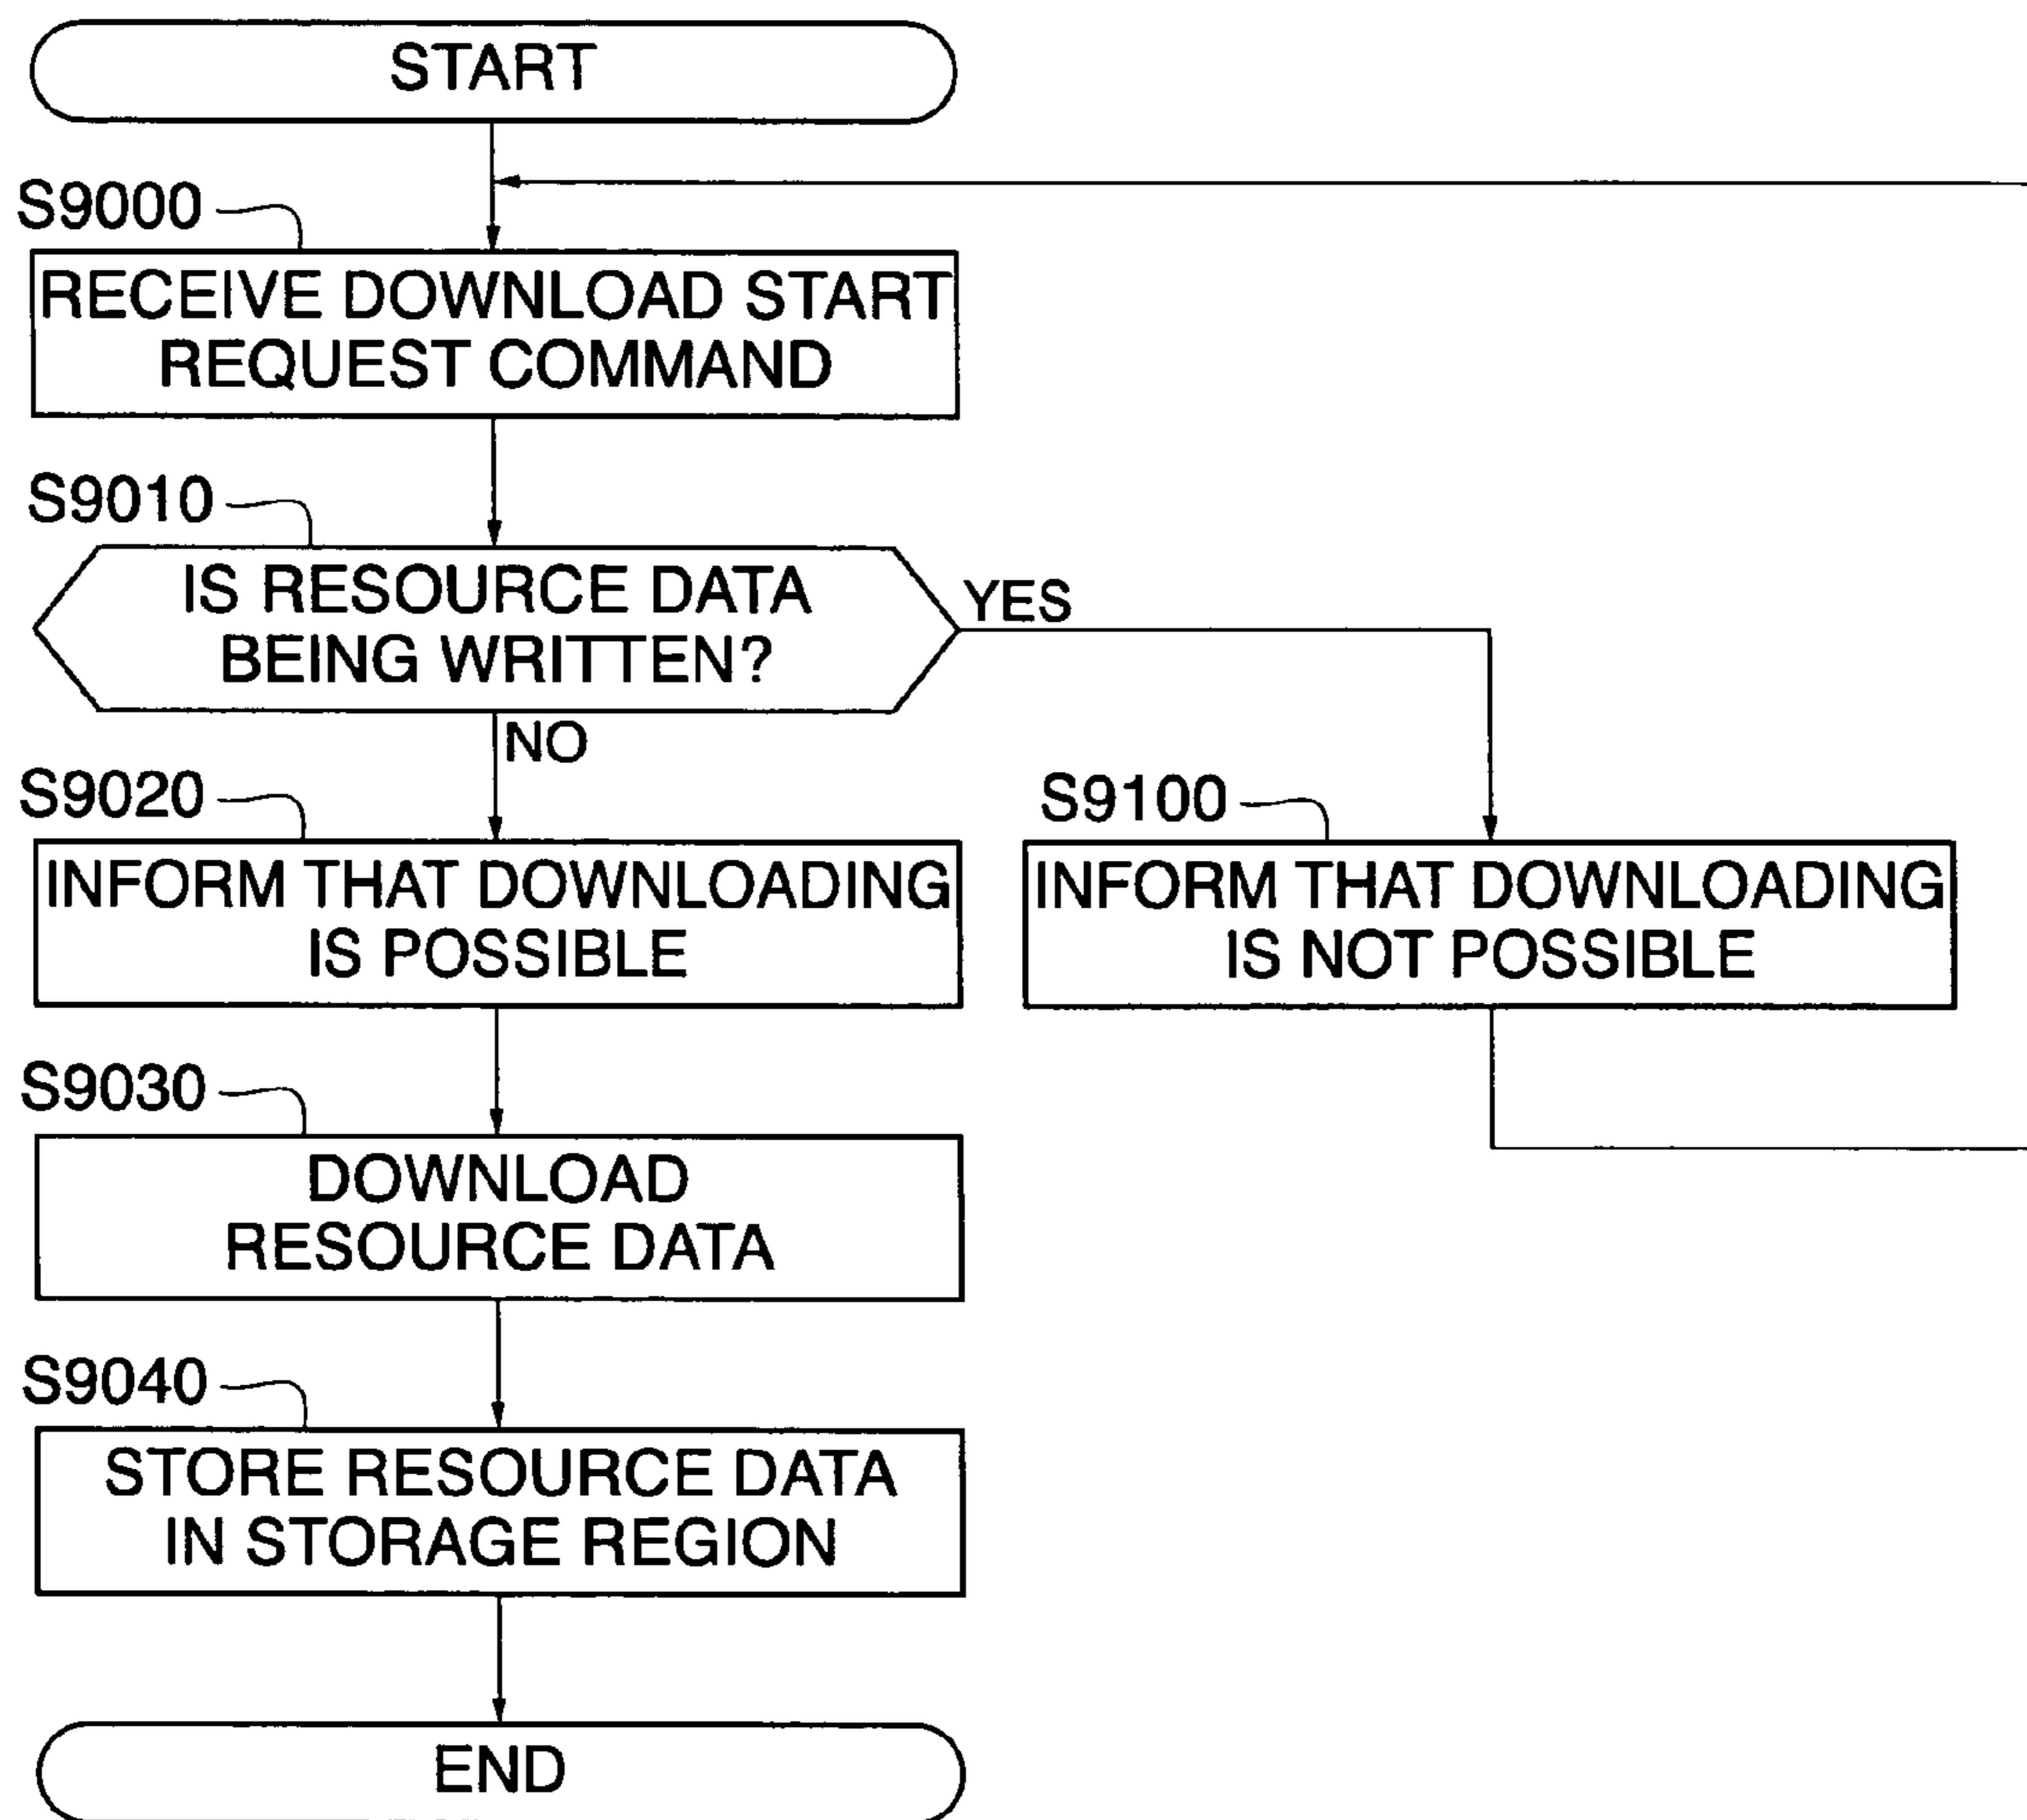 START
S9000
RECEIVE DOWNLOAD START
REQUEST COMMAND
S9010
IS RESOURCE DATA
BEING WRITTEN?
YES
NO
S9020
INFORM THAT DOWNLOADING
IS POSSIBLE
S9100
INFORM THAT DOWNLOADING
IS NOT POSSIBLE
S9030
DOWNLOAD
RESOURCE DATA
S9040
STORE RESOURCE DATA
IN STORAGE REGION
END